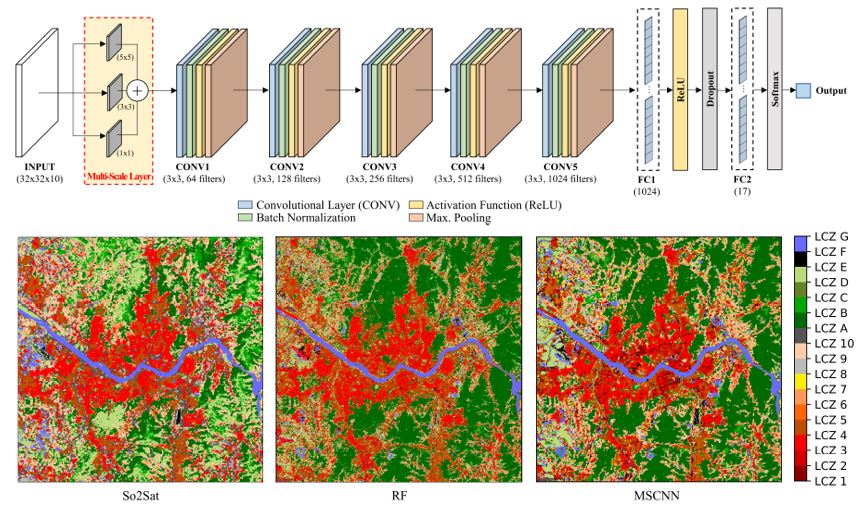 (5x5)
(3x3)
(1x1)
Multi-Scale Layer
INPUT
(32x32x10)
CONV1
(3x3, 64 filters)
CONV2
(3x3, 128 filters)
CONV3
(3x3, 256 filters)
CONV4
(3x3, 512 filters)
CONV5
(3x3, 1024 filters)
FC1
(1024)
ReLU
Dropout
FC2
(17)
Softmax
Output
Convolutional Layer (CONV)
Activation Function (ReLU)
Batch Normalization
Max. Pooling
LCZ G
LCZ F
LCZ E
LCZ D
LCZ C
LCZ B
LCZ A
LCZ 10
LCZ 9
LCZ 8
LCZ 7
LCZ 6
LCZ 5
LCZ 4
LCZ 3
LCZ 2
LCZ 1
So2Sat
RF
MSCNN